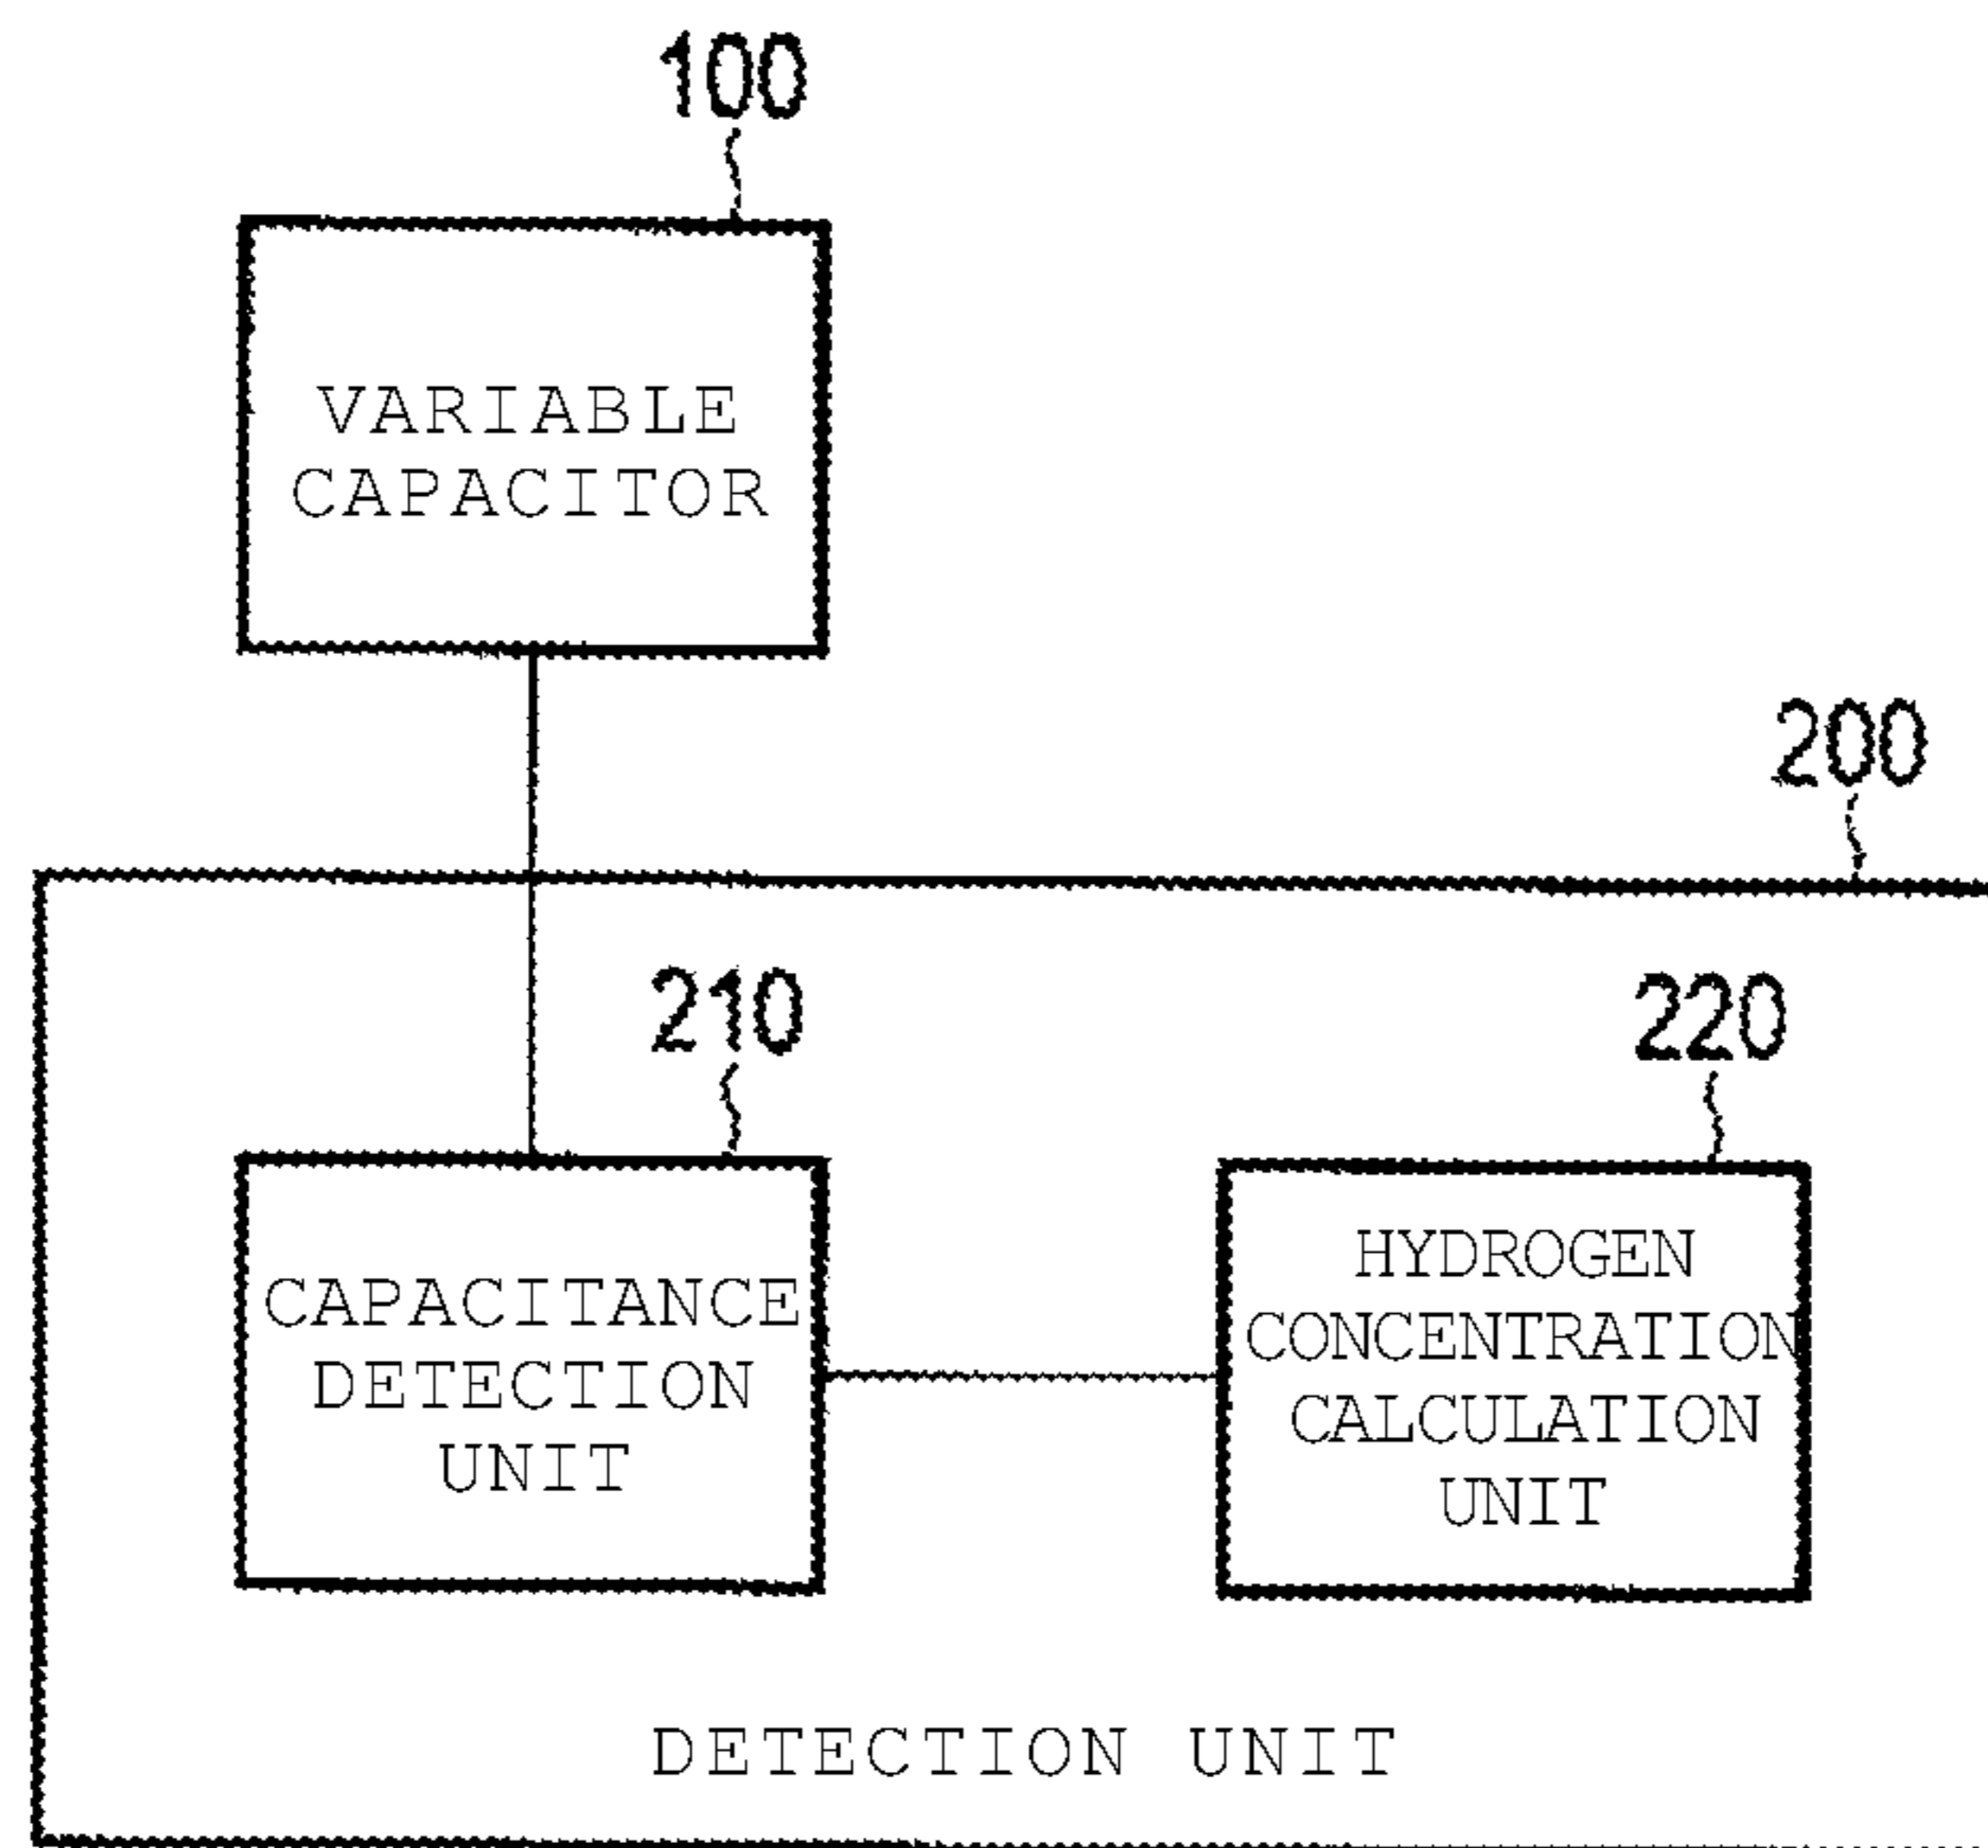 100
VARIABLE
CAPACITOR
200
210
220
CAPACITANCE
DETECTION
UNIT
HYDROGEN
CONCENTRATION
CALCULATION
UNIT
DETECTION UNIT